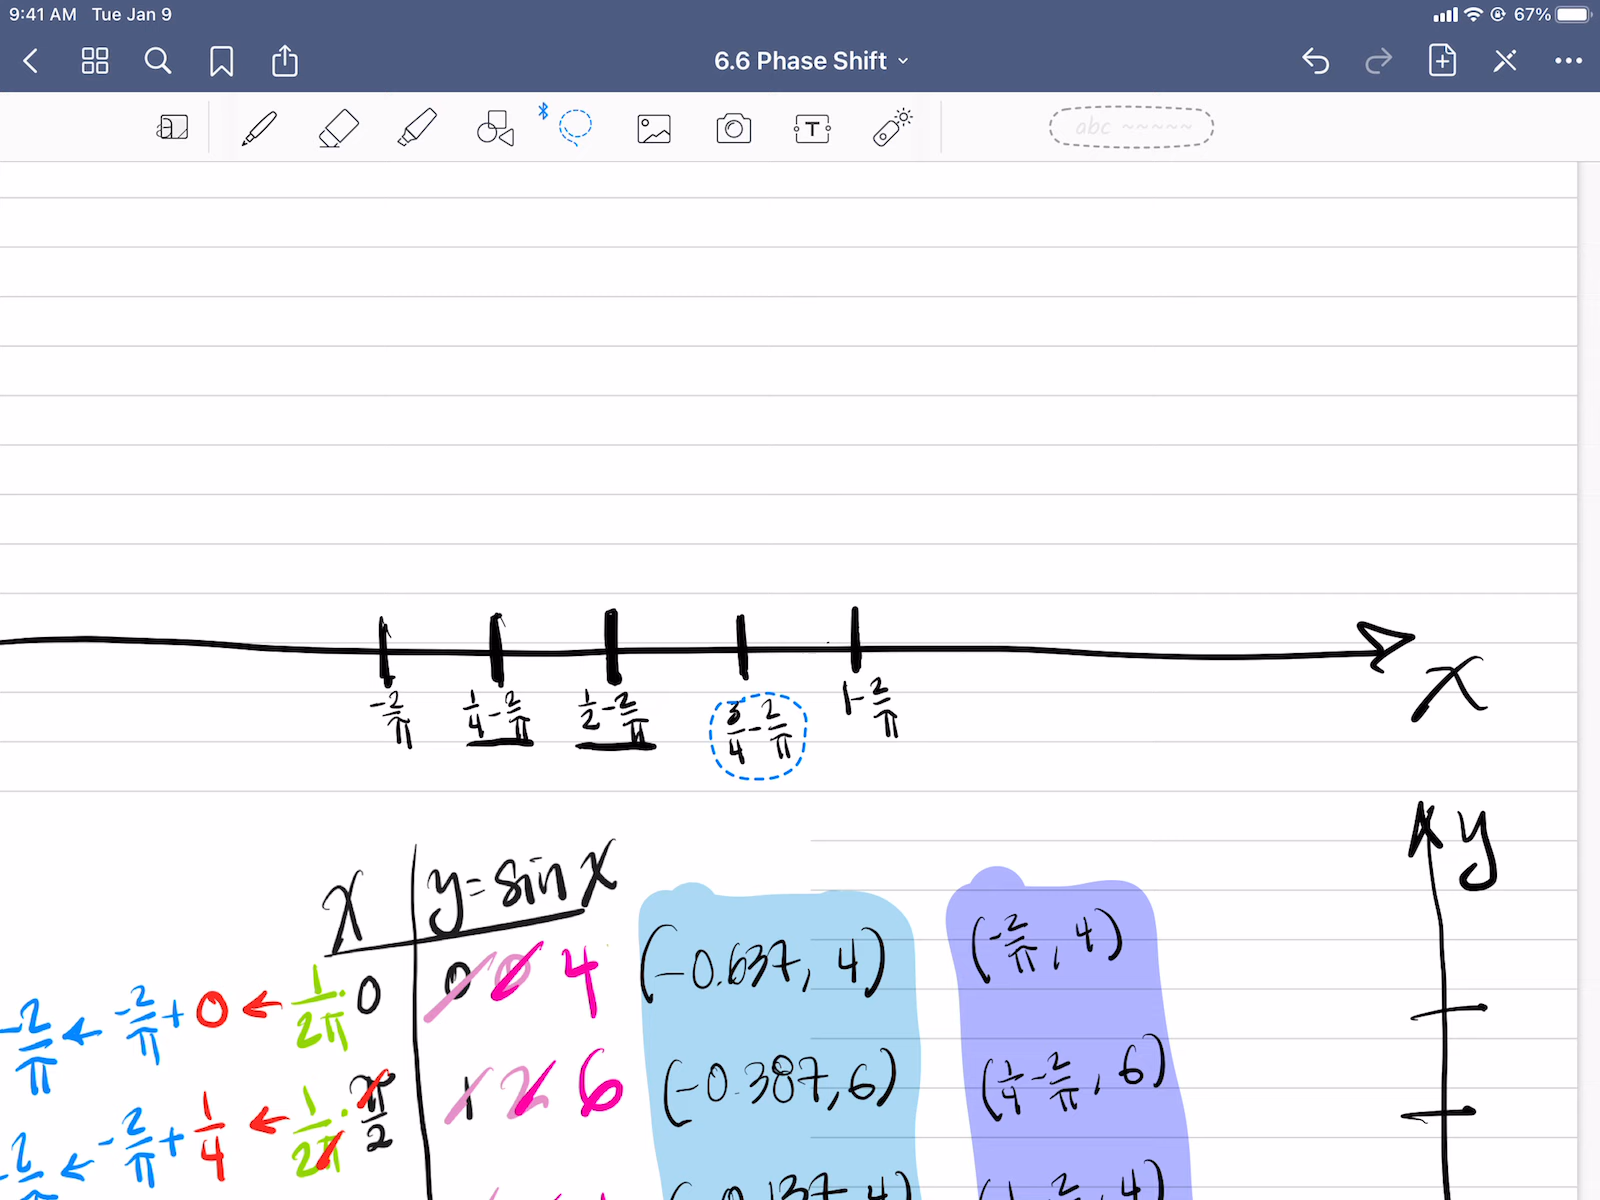 9:41 AM Tue Jan 9
67%
6.6 Phase Shift
T
abc
-2/π 1/4-2/π 1/2-2/π 3/4-2/π 1-2/π
x
y
x y=sin x
-2/π ← -2/π + 0 ← 1/2π · 0 0 0 4 (-0.637, 4) (-2/π, 4)
-2/π + 1/4 ← 1/2π · π/2 1 2 6 (-0.387, 6) (1/4-2/π, 6)